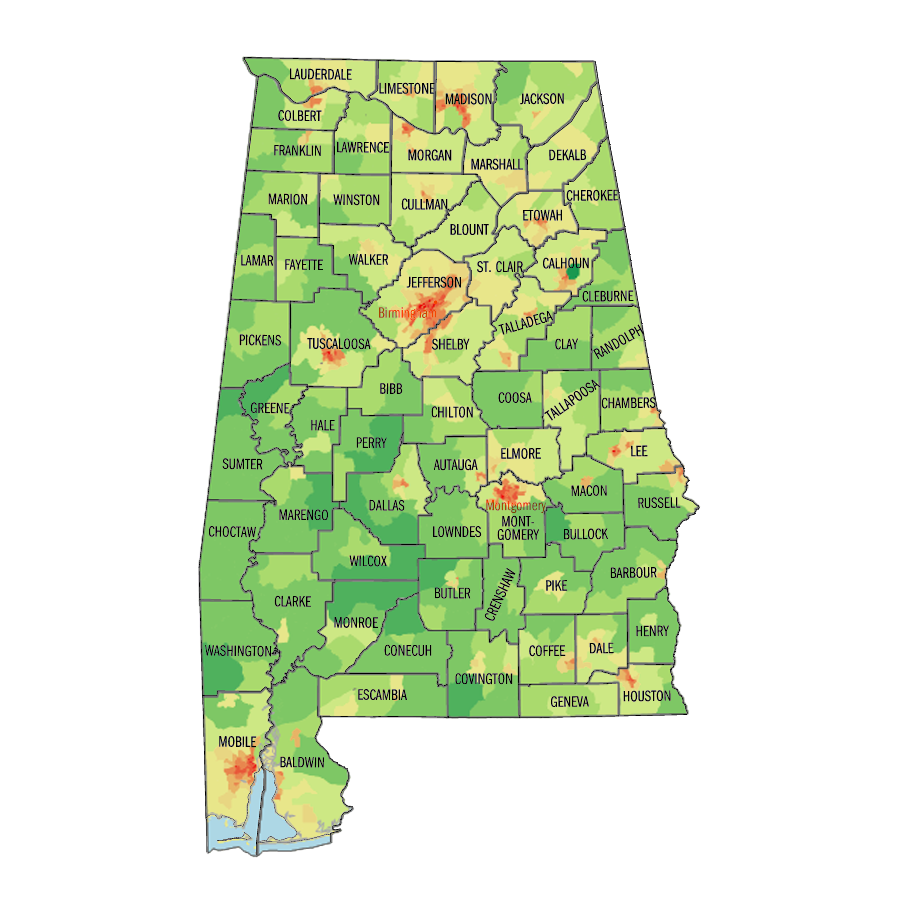 LAUDERDALE
LIMESTONE
MADISON
JACKSON
COLBERT
FRANKLIN
LAWRENCE
MORGAN
MARSHALL
DEKALB
MARION
WINSTON
CULLMAN
CHEROKEE
ETOWAH
BLOUNT
LAMAR
FAYETTE
WALKER
ST. CLAIR
CALHOUN
JEFFERSON
CLEBURNE
Birmingham
TALLADEGA
PICKENS
TUSCALOOSA
SHELBY
CLAY
RANDOLPH
BIBB
GREENE
CHILTON
COOSA
TALLAPOOSA
CHAMBERS
HALE
PERRY
SUMTER
AUTAUGA
ELMORE
LEE
MACON
DALLAS
Montgomery
RUSSELL
MARENGO
CHOCTAW
LOWNDES
MONT-
GOMERY
BULLOCK
WILCOX
BARBOUR
BUTLER
CRENSHAW
PIKE
CLARKE
MONROE
HENRY
WASHINGTON
CONECUH
COFFEE
DALE
COVINGTON
ESCAMBIA
GENEVA
HOUSTON
MOBILE
BALDWIN